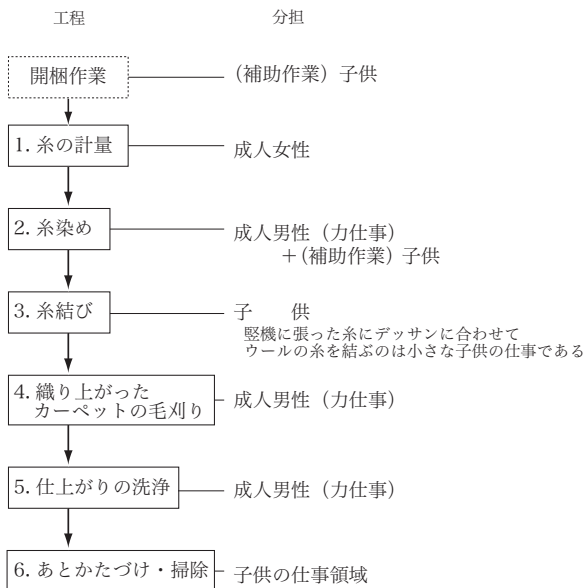 工程 分担
開梱作業 (補助作業) 子供
1. 糸の計量 成人女性
2. 糸染め 成人男性 (力仕事)
+(補助作業) 子供
3. 糸結び 子 供
竪機に張った糸にデッサンに合わせて
ウールの糸を結ぶのは小さな子供の仕事である
4. 織り上がった
カーペットの毛刈り 成人男性 (力仕事)
5. 仕上がりの洗浄 成人男性 (力仕事)
6. あとかたづけ・掃除 子供の仕事領域